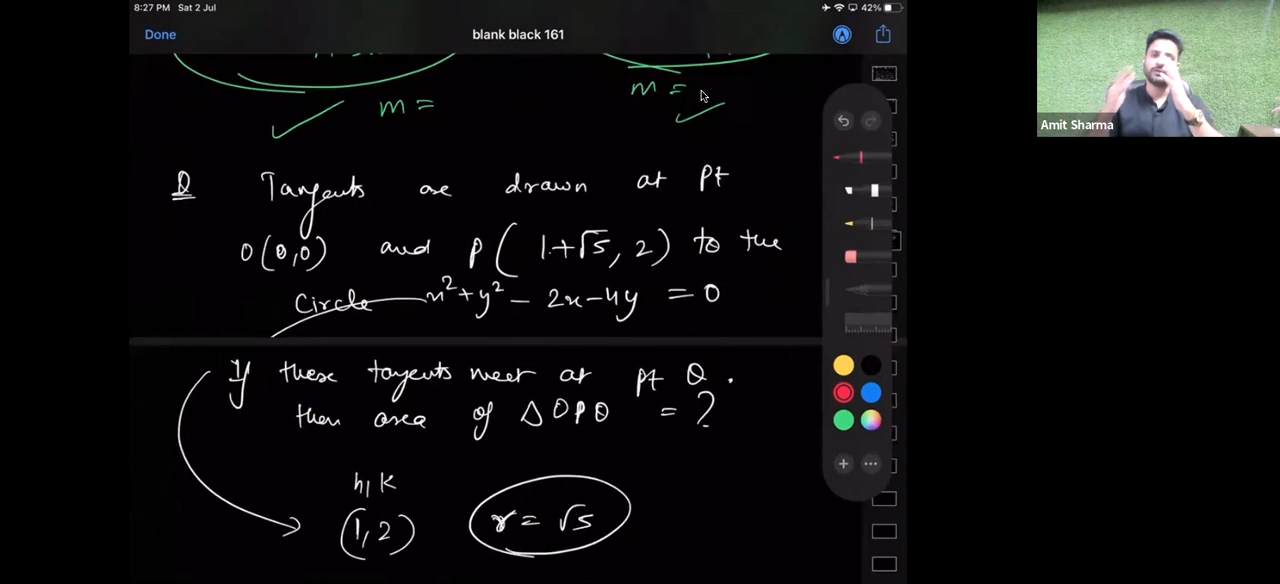 8:27 PM Sat 2 Jul
42%
Done
blank black 161
Amit Sharma
m =
m =
Q Tangents are drawn at Pt
O(0,0) and P(1+√5, 2) to the
Circle x²+y² - 2x-4y = 0
If these tangents meet at pt Q.
then area of ΔOPQ = ?
h, k
(1, 2) r = √5